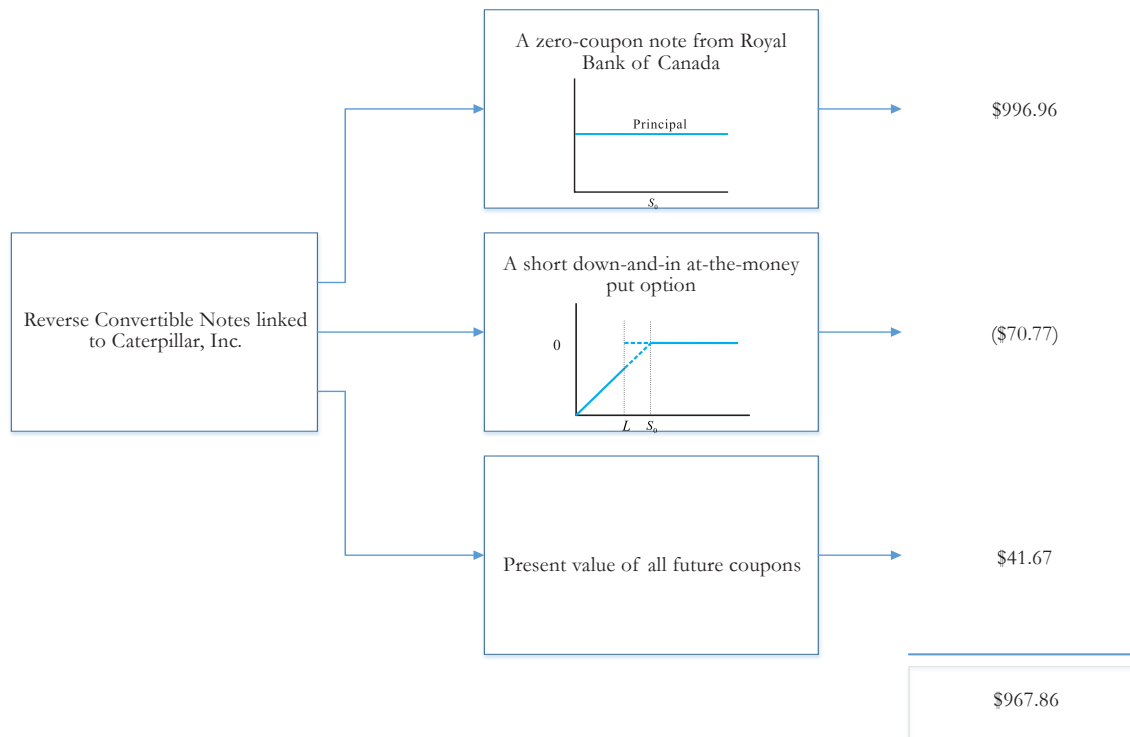 A zero-coupon note from Royal
Bank of Canada
Principal
S₀
$996.96
Reverse Convertible Notes linked
to Caterpillar, Inc.
A short down-and-in at-the-money
put option
0
L S₀
($70.77)
Present value of all future coupons
$41.67
$967.86